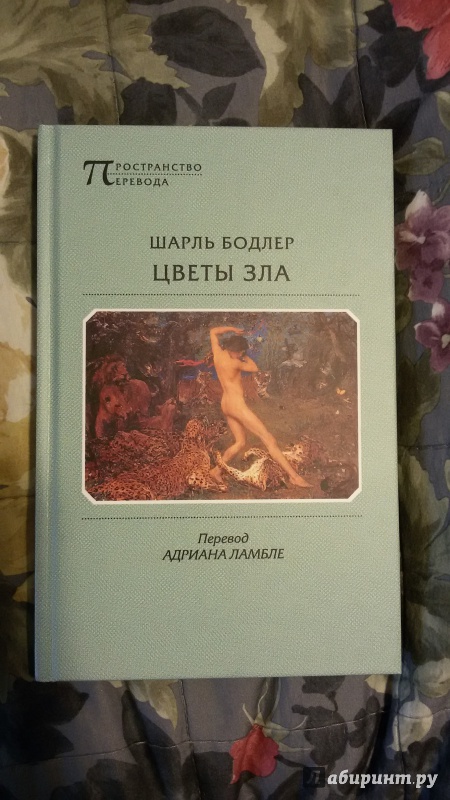 ПРОСТРАНСТВО
ПЕРЕВОДА
ШАРЛЬ БОДЛЕР
ЦВЕТЫ ЗЛА
Перевод
АДРИАНА ЛАМБЛЕ
Лабиринт.ру